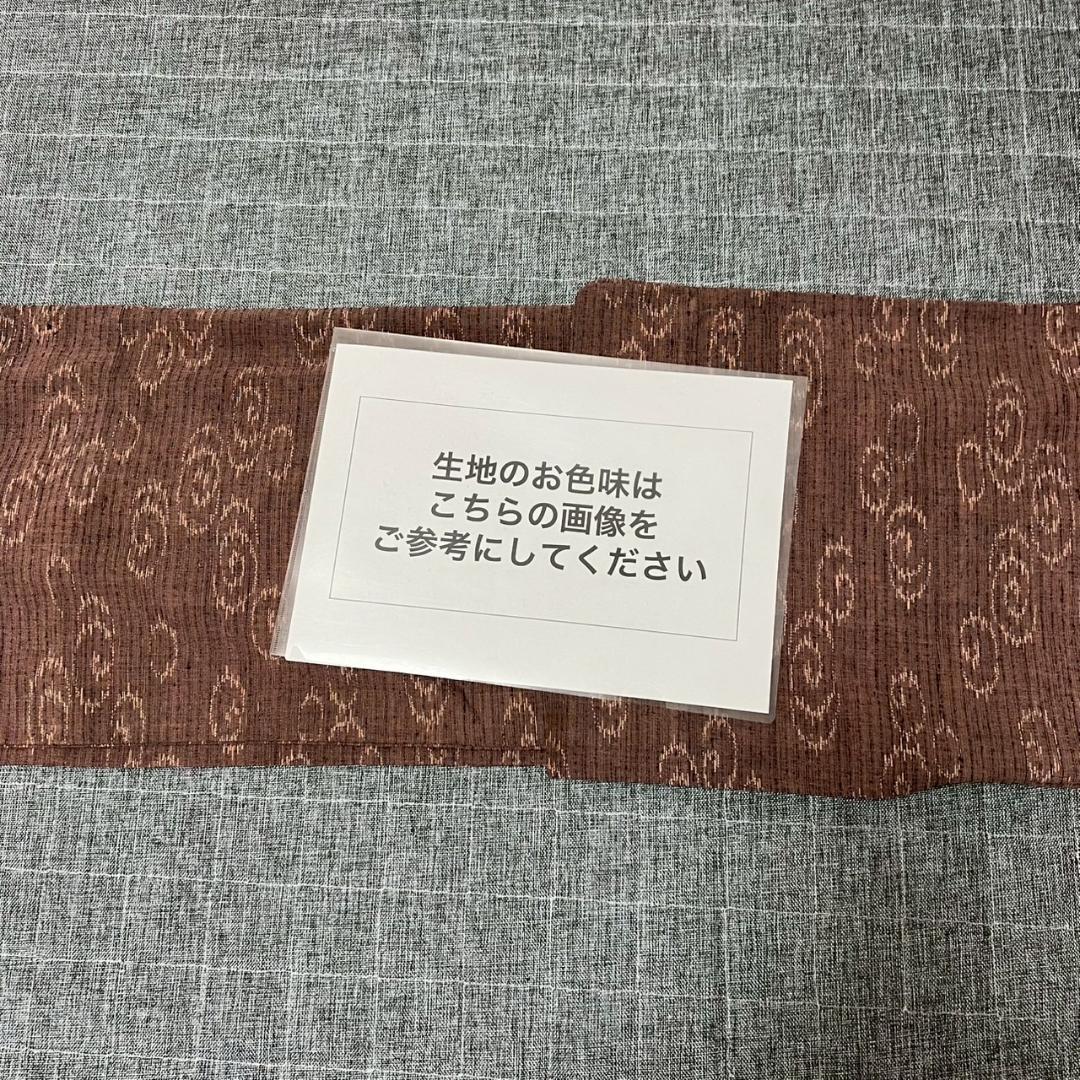 生地のお色味は
こちらの画像を
ご参考にしてください